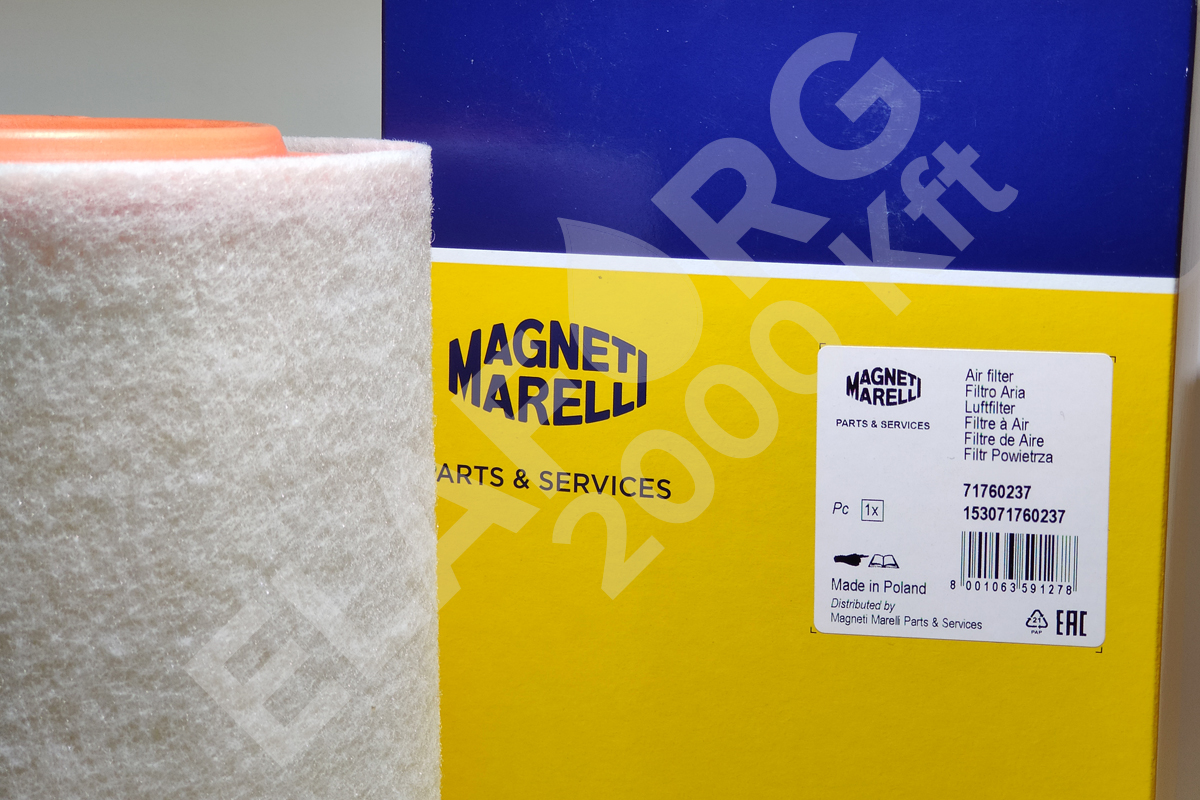 MAGNETI
MARELLI
PARTS & SERVICES
MAGNETI
MARELLI
PARTS & SERVICES
Air filter
Filtro Aria
Luftfilter
Filtre à Air
Filtre de Aire
Filtr Powietrza
71760237
153071760237
Pc 1x
8 001063 591278
Made in Poland
Distributed by
Magneti Marelli Parts & Services
21
PAP
EAC
2000 Kft